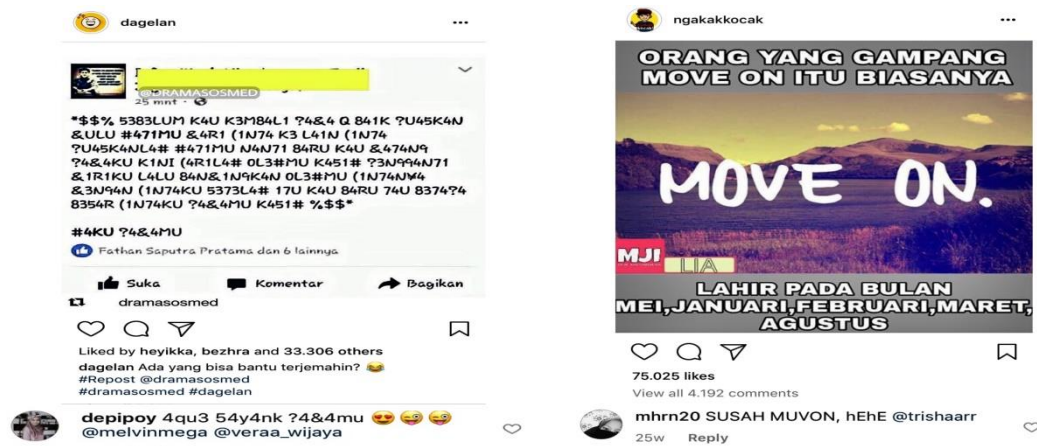 dagelan
@DRAMASOSMED
25 mnt
*$$% 5383LUM K4U K3M84L1 ?4&4 Q 841K ?U45K4N
&ULU #471MU &4R1 (1N74 K3 L41N (1N74
?U45K4NL4# #471MU N4N71 84RU K4U &474N9
?4&4KU K1NI (4R1L4# 0L3#MU K451# ?3N999N71
&1R1KU L4LU 84N&1N9K4N 0L3#MU (1N74N¥4
&3N94N (1N74KU 5373L4# 17U K4U 84RU 74U 8374?4
8354R (1N74KU ?4&4MU K451# %$$*
#4KU ?4&4MU
Fathan Saputra Pratama dan 6 lainnya
Suka Komentar Bagikan
dramasosmed
Liked by heyikka, bezhra and 33.306 others
dagelan Ada yang bisa bantu terjemahin? 😂
#Repost @dramasosmed
#dramasosmed #dagelan
depipoy 4qu3 54y4nk ?4&4mu 😍😜😜
@melvinmega @veraa_wijaya
ngakakkocak
ORANG YANG GAMPANG
MOVE ON ITU BIASANYA
MOVE ON.
MJI
LIA
LAHIR PADA BULAN
MEI,JANUARI,FEBRUARI,MARET,
AGUSTUS
75.025 likes
View all 4.192 comments
mhrn20 SUSAH MUVON, hEhE @trishaarr
25w Reply